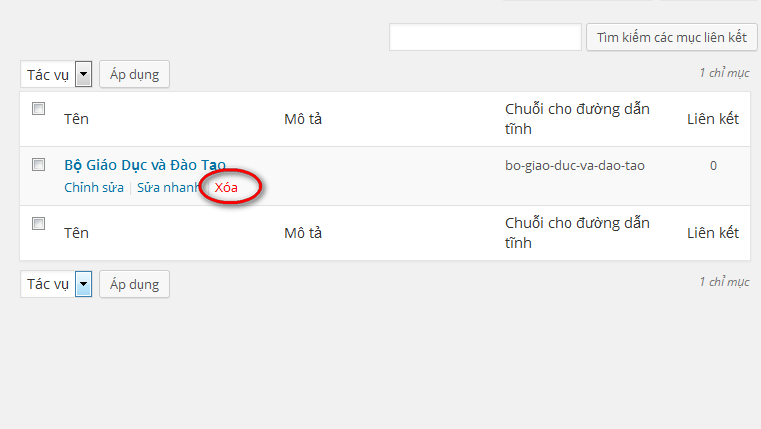 Tìm kiếm các mục liên kết
Tác vụ Áp dụng 1 chỉ mục
Tên Mô tả Chuỗi cho đường dẫn tĩnh Liên kết
Bộ Giáo Dục và Đào Tạo bo-giao-duc-va-dao-tao 0
Chỉnh sửa | Sửa nhanh Xóa
Tên Mô tả Chuỗi cho đường dẫn tĩnh Liên kết
Tác vụ Áp dụng 1 chỉ mục